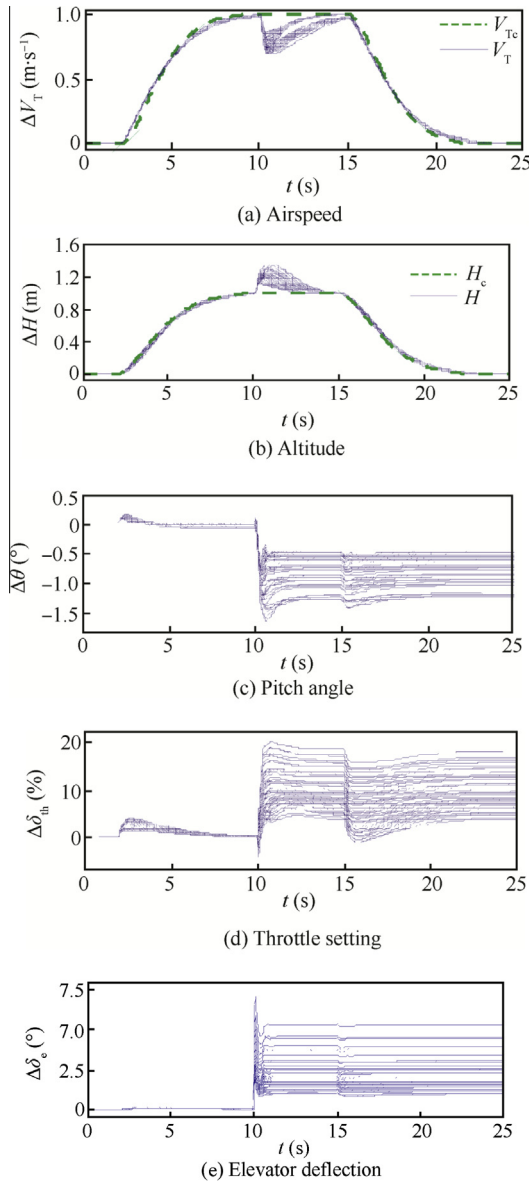 1.0
0.5
0
ΔV_T (m·s⁻¹)
V_Tc
V_T
0 5 10 15 20 25
t (s)
(a) Airspeed
1.6
1.2
0.8
0.4
0
ΔH (m)
H_c
H
0 5 10 15 20 25
t (s)
(b) Altitude
0.5
0
−0.5
−1.0
−1.5
Δθ (°)
0 5 10 15 20 25
t (s)
(c) Pitch angle
20
10
0
Δδ_th (%)
0 5 10 15 20 25
t (s)
(d) Throttle setting
7.5
7.0
2.5
0
Δδ_e (°)
0 5 10 15 20 25
t (s)
(e) Elevator deflection